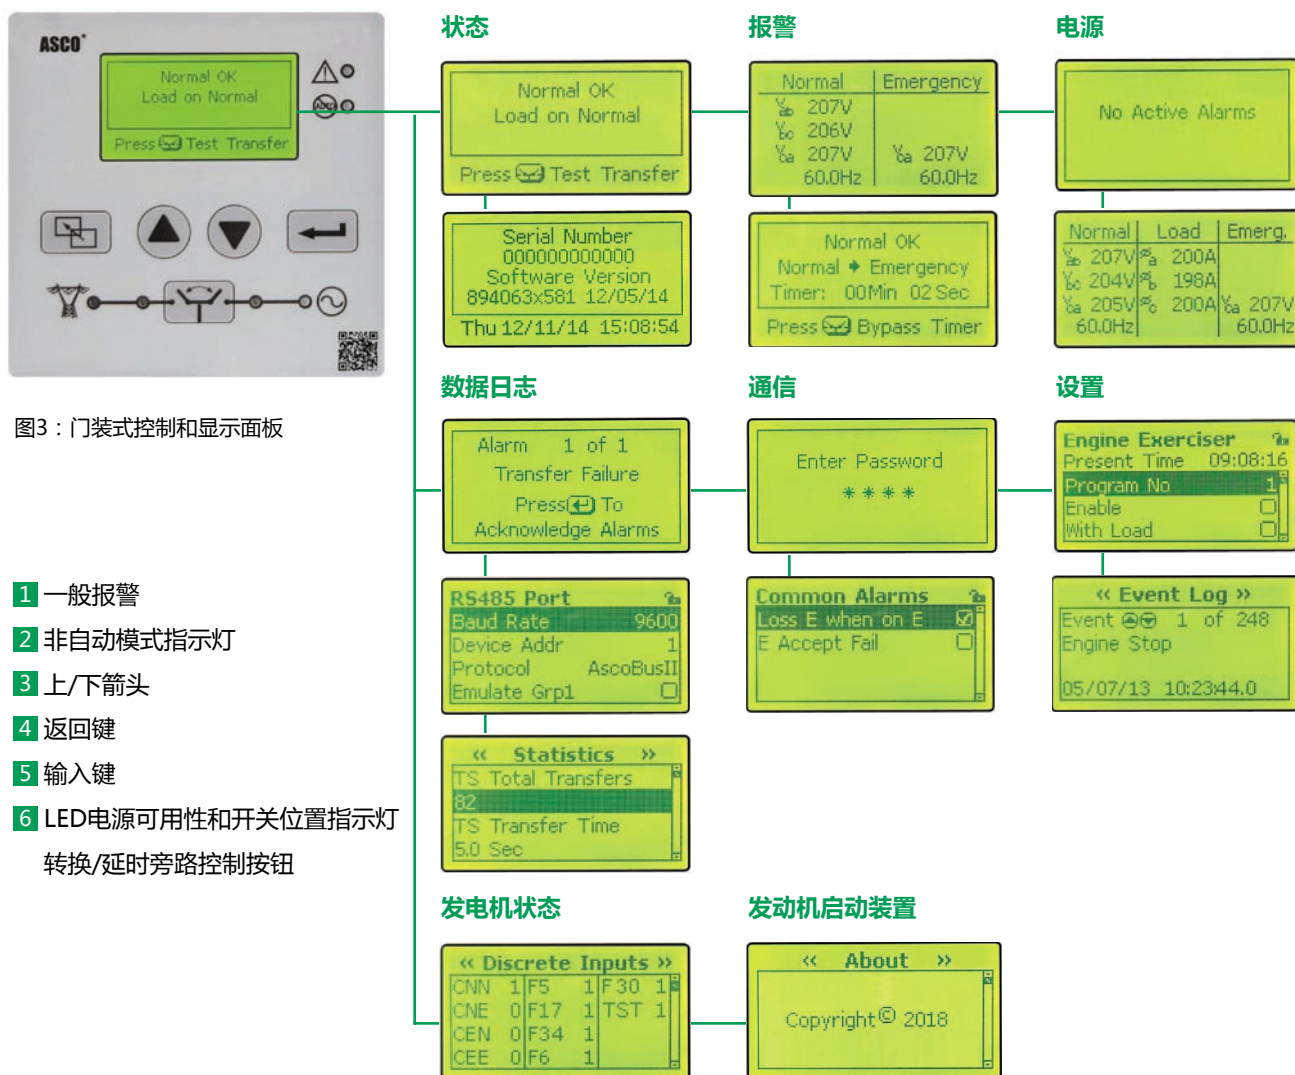 ASCO®
Normal OK
Load on Normal
Press Test Transfer
AUTO
图3：门装式控制和显示面板
1 一般报警
2 非自动模式指示灯
3 上/下箭头
4 返回键
5 输入键
6 LED电源可用性和开关位置指示灯
转换/延时旁路控制按钮
状态
Normal OK
Load on Normal
Press Test Transfer
Serial Number
000000000000
Software Version
894063x581 12/05/14
Thu 12/11/14 15:08:54
报警
Normal Emergency
Vab 207V
Vbc 206V
Vca 207V Vca 207V
60.0Hz 60.0Hz
Normal OK
Normal Emergency
Timer: 00Min 02Sec
Press Bypass Timer
电源
No Active Alarms
Normal Load Emerg.
Vab 207V a 200A
Vbc 204V b 198A
Vca 205V c 200A Vca 207V
60.0Hz 60.0Hz
数据日志
Alarm 1 of 1
Transfer Failure
Press To
Acknowledge Alarms
RS485 Port
Baud Rate 9600
Device Addr 1
Protocol AscoBusII
Emulate Grp1
« Statistics »
TS Total Transfers
82
TS Transfer Time
5.0 Sec
通信
Enter Password
* * * *
Common Alarms
Loss E when on E
E Accept Fail
设置
Engine Exerciser
Present Time 09:08:16
Program No 1
Enable
With Load
« Event Log »
Event 1 of 248
Engine Stop
05/07/13 10:23:44.0
发电机状态
« Discrete Inputs »
CNN 1 F5 1 F30 1
CNE 0 F17 1 TST 1
CEN 0 F34 1
CEE 0 F6 1
发动机启动装置
« About »
Copyright© 2018